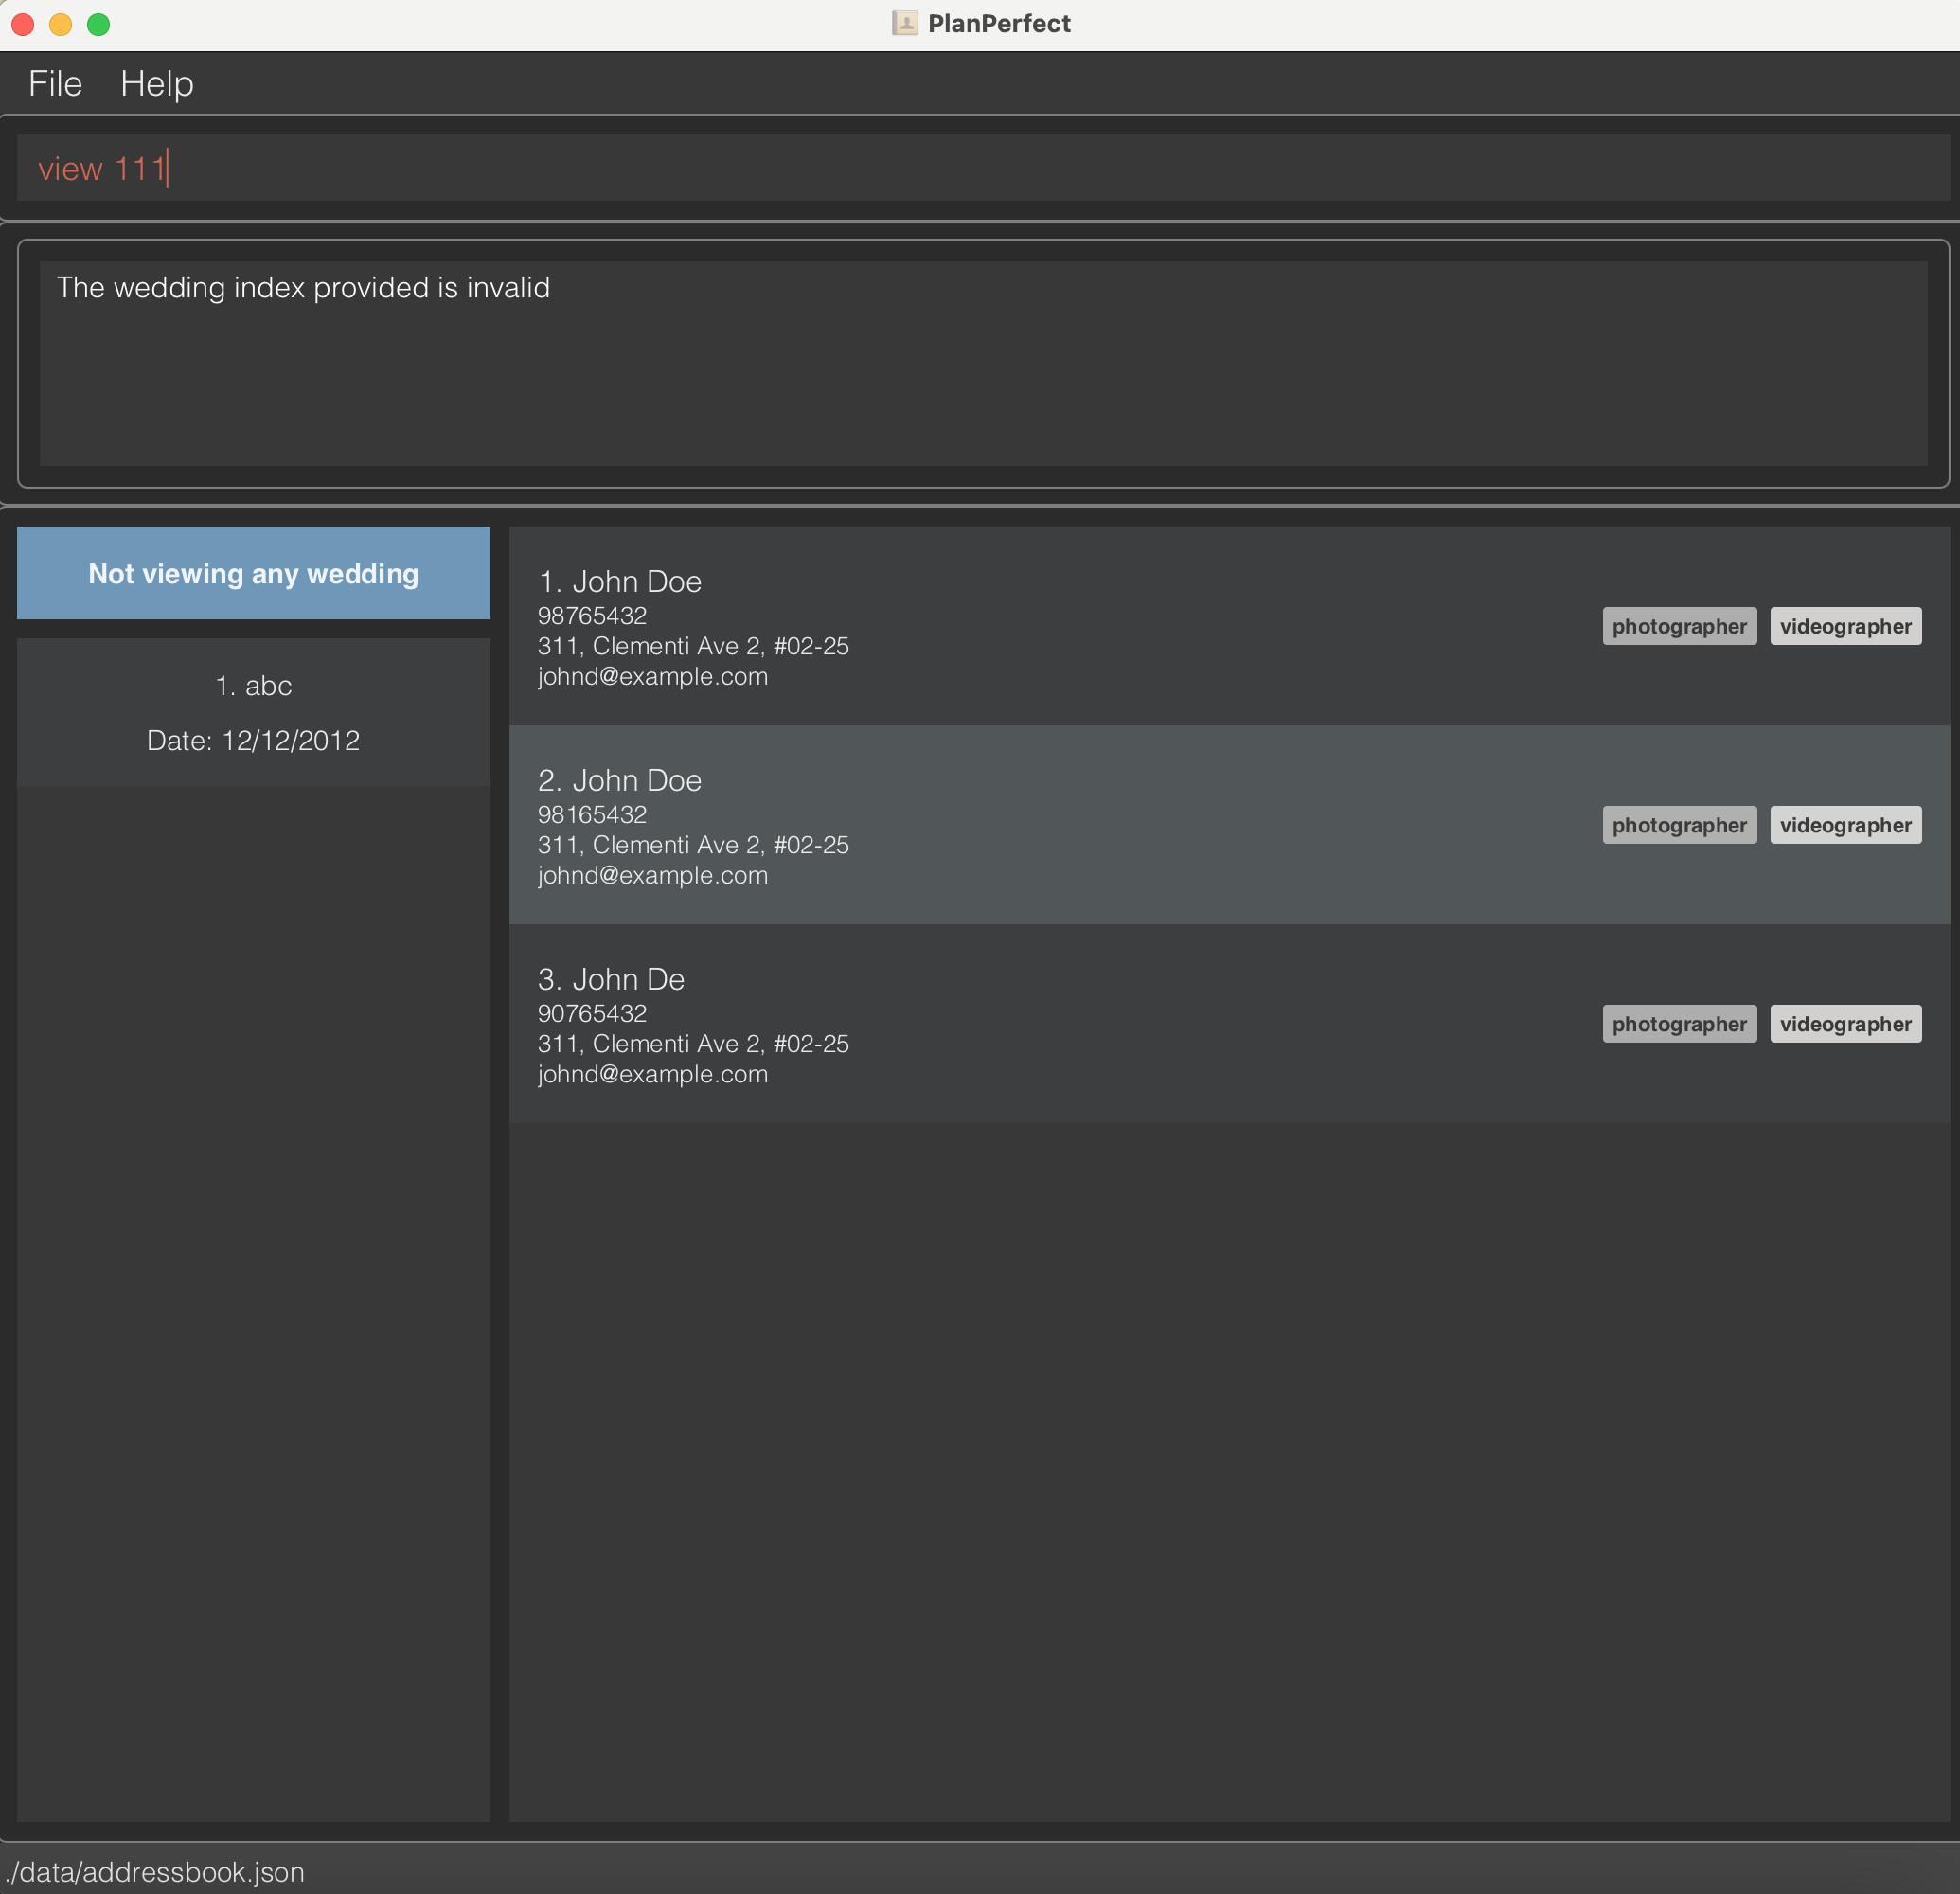 PlanPerfect
File Help
view 111
The wedding index provided is invalid
Not viewing any wedding
1. abc
Date: 12/12/2012
1. John Doe
98765432
311, Clementi Ave 2, #02-25
johnd@example.com
photographer videographer
2. John Doe
98165432
311, Clementi Ave 2, #02-25
johnd@example.com
photographer videographer
3. John De
90765432
311, Clementi Ave 2, #02-25
johnd@example.com
photographer videographer
./data/addressbook.json